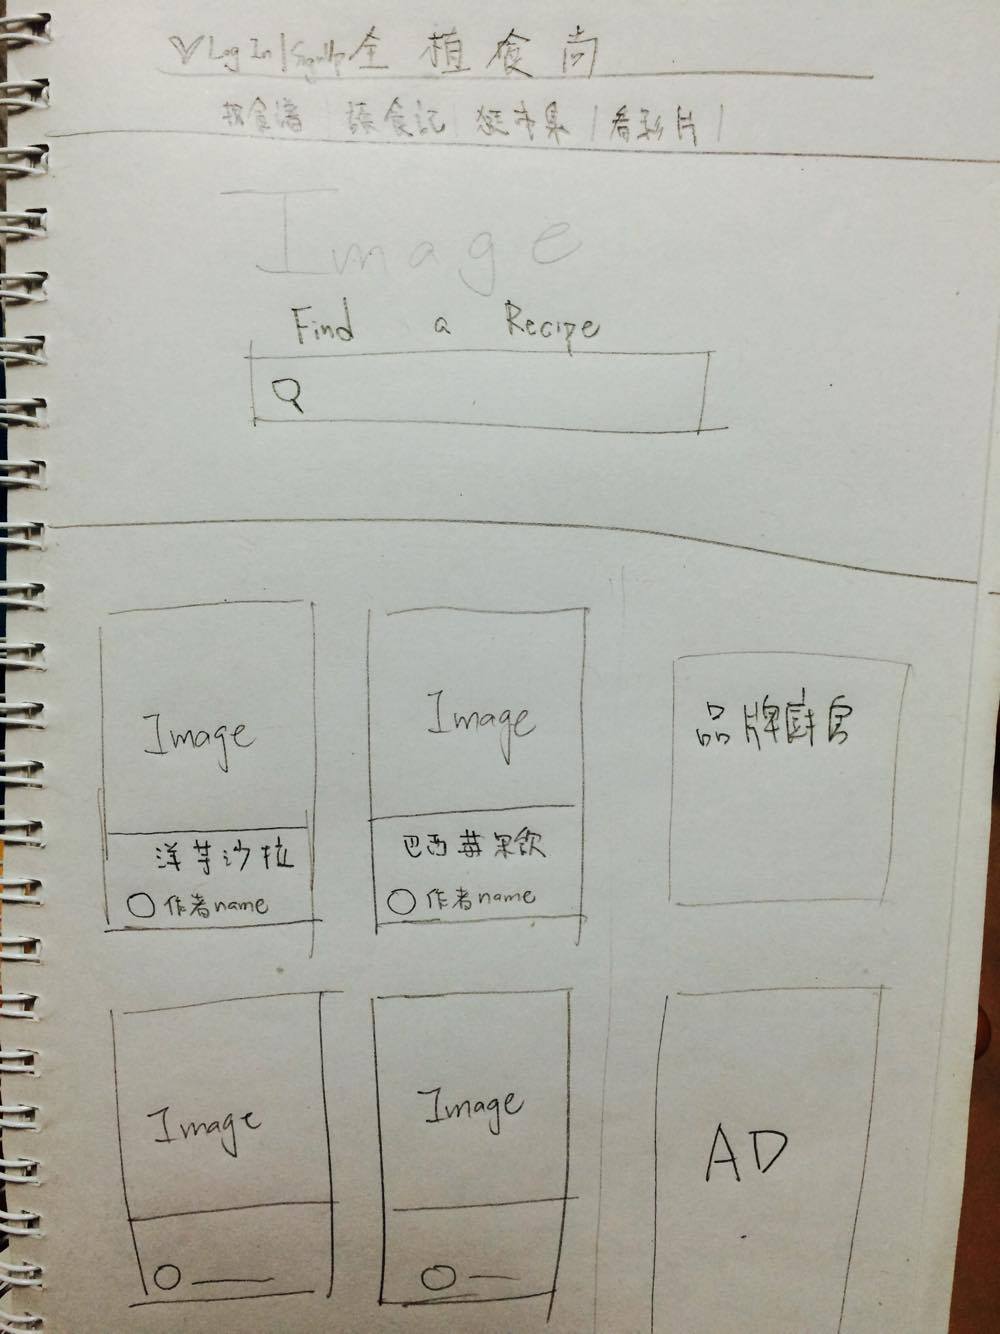 Log In | SignUp 全植食尚
找食譜 | 蔬食記 | 逛市集 | 看影片 |
Image
Find a Recipe
Image
Image
品牌廚房
洋芋沙拉
巴西莓果飲
作者name
作者name
Image
Image
AD